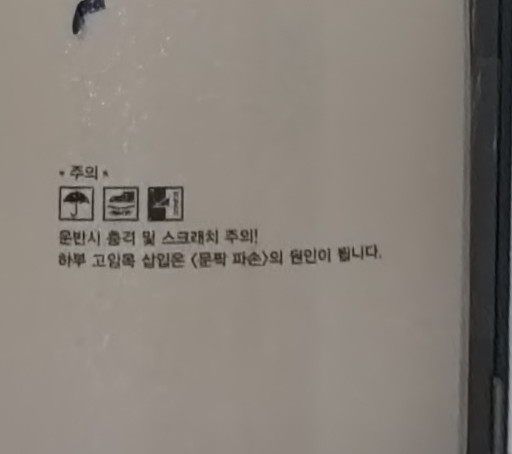 * 주의 *
운반시 충격 및 스크래치 주의!
하부 고임목 삽입은 <문짝 파손>의 원인이 됩니다.